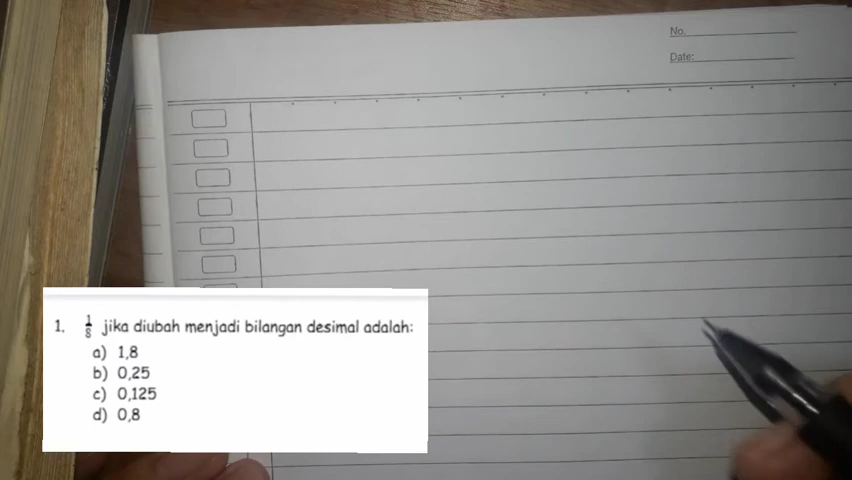 No.
Date:
1. 1/8 jika diubah menjadi bilangan desimal adalah:
a) 1,8
b) 0,25
c) 0,125
d) 0,8